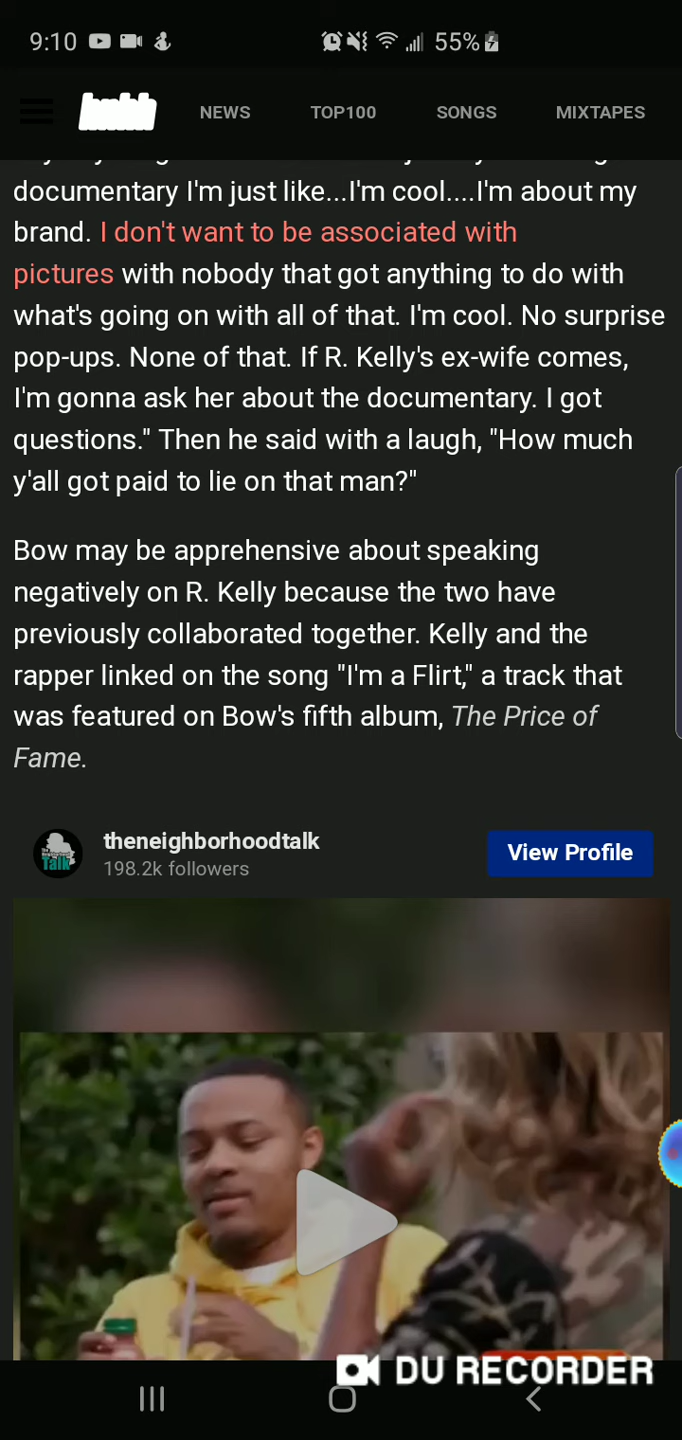 9:10
55%
NEWS
TOP100
SONGS
MIXTAPES
documentary I'm just like...I'm cool....I'm about my
brand. I don't want to be associated with
pictures with nobody that got anything to do with
what's going on with all of that. I'm cool. No surprise
pop-ups. None of that. If R. Kelly's ex-wife comes,
I'm gonna ask her about the documentary. I got
questions." Then he said with a laugh, "How much
y'all got paid to lie on that man?"
Bow may be apprehensive about speaking
negatively on R. Kelly because the two have
previously collaborated together. Kelly and the
rapper linked on the song "I'm a Flirt," a track that
was featured on Bow's fifth album, The Price of
Fame.
Talk
theneighborhoodtalk
198.2k followers
View Profile
DU RECORDER